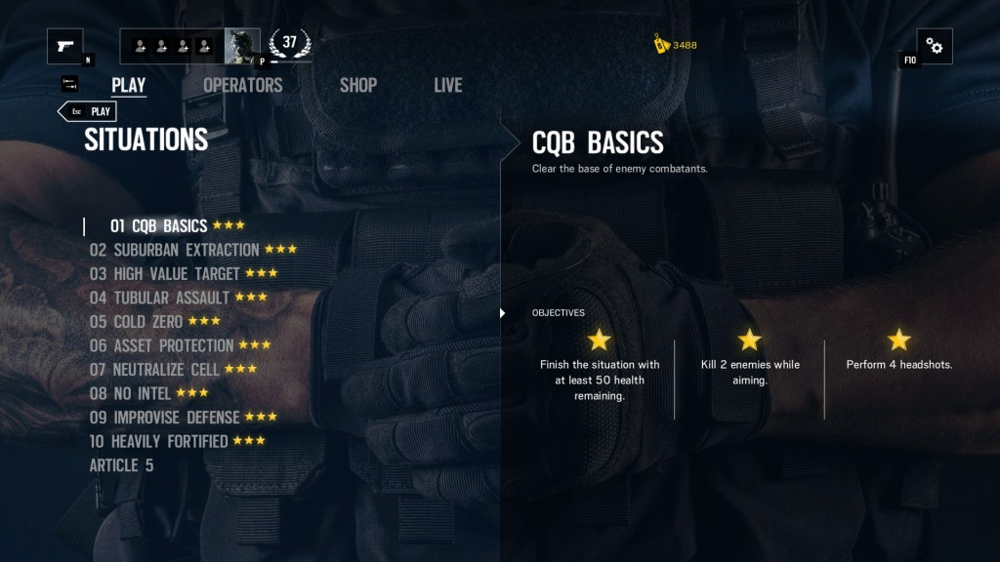 N
P
37
3488
F10
PLAY
OPERATORS
SHOP
LIVE
Esc PLAY
SITUATIONS
01 CQB BASICS
02 SUBURBAN EXTRACTION
03 HIGH VALUE TARGET
04 TUBULAR ASSAULT
05 COLD ZERO
06 ASSET PROTECTION
07 NEUTRALIZE CELL
08 NO INTEL
09 IMPROVISE DEFENSE
10 HEAVILY FORTIFIED
ARTICLE 5
CQB BASICS
Clear the base of enemy combatants.
OBJECTIVES
Finish the situation with
at least 50 health
remaining.
Kill 2 enemies while
aiming.
Perform 4 headshots.